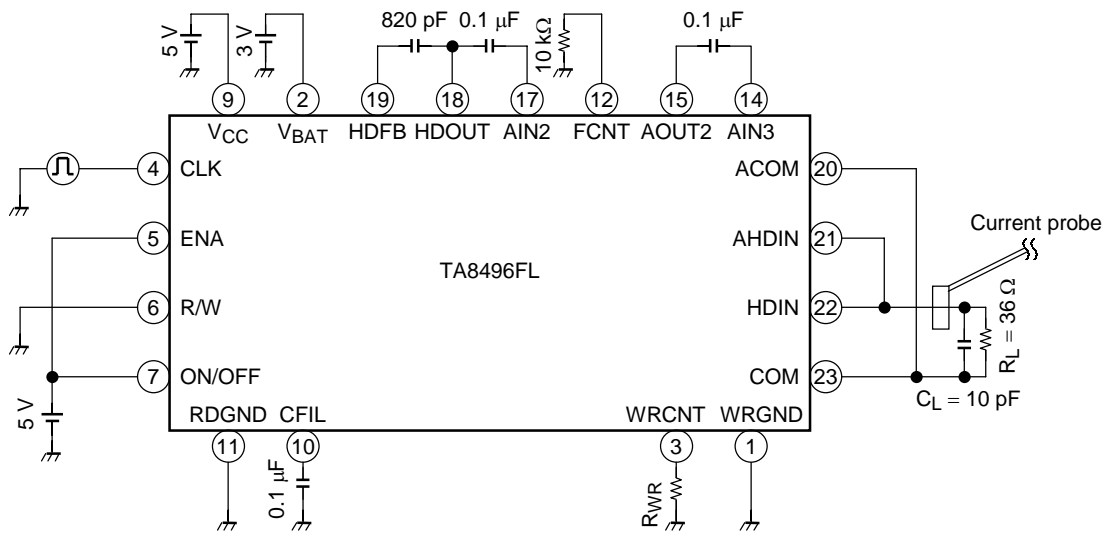 5 V
3 V
820 pF
0.1 μF
10 kΩ
0.1 μF
9
2
19
18
17
12
15
14
VCC
VBAT
HDFB
HDOUT
AIN2
FCNT
AOUT2
AIN3
4
CLK
ACOM
20
Current probe
5
ENA
AHDIN
21
TA8496FL
6
R/W
HDIN
22
RL = 36 Ω
7
ON/OFF
COM
23
CL = 10 pF
5 V
RDGND
CFIL
WRCNT
WRGND
11
10
3
1
0.1 μF
RWR